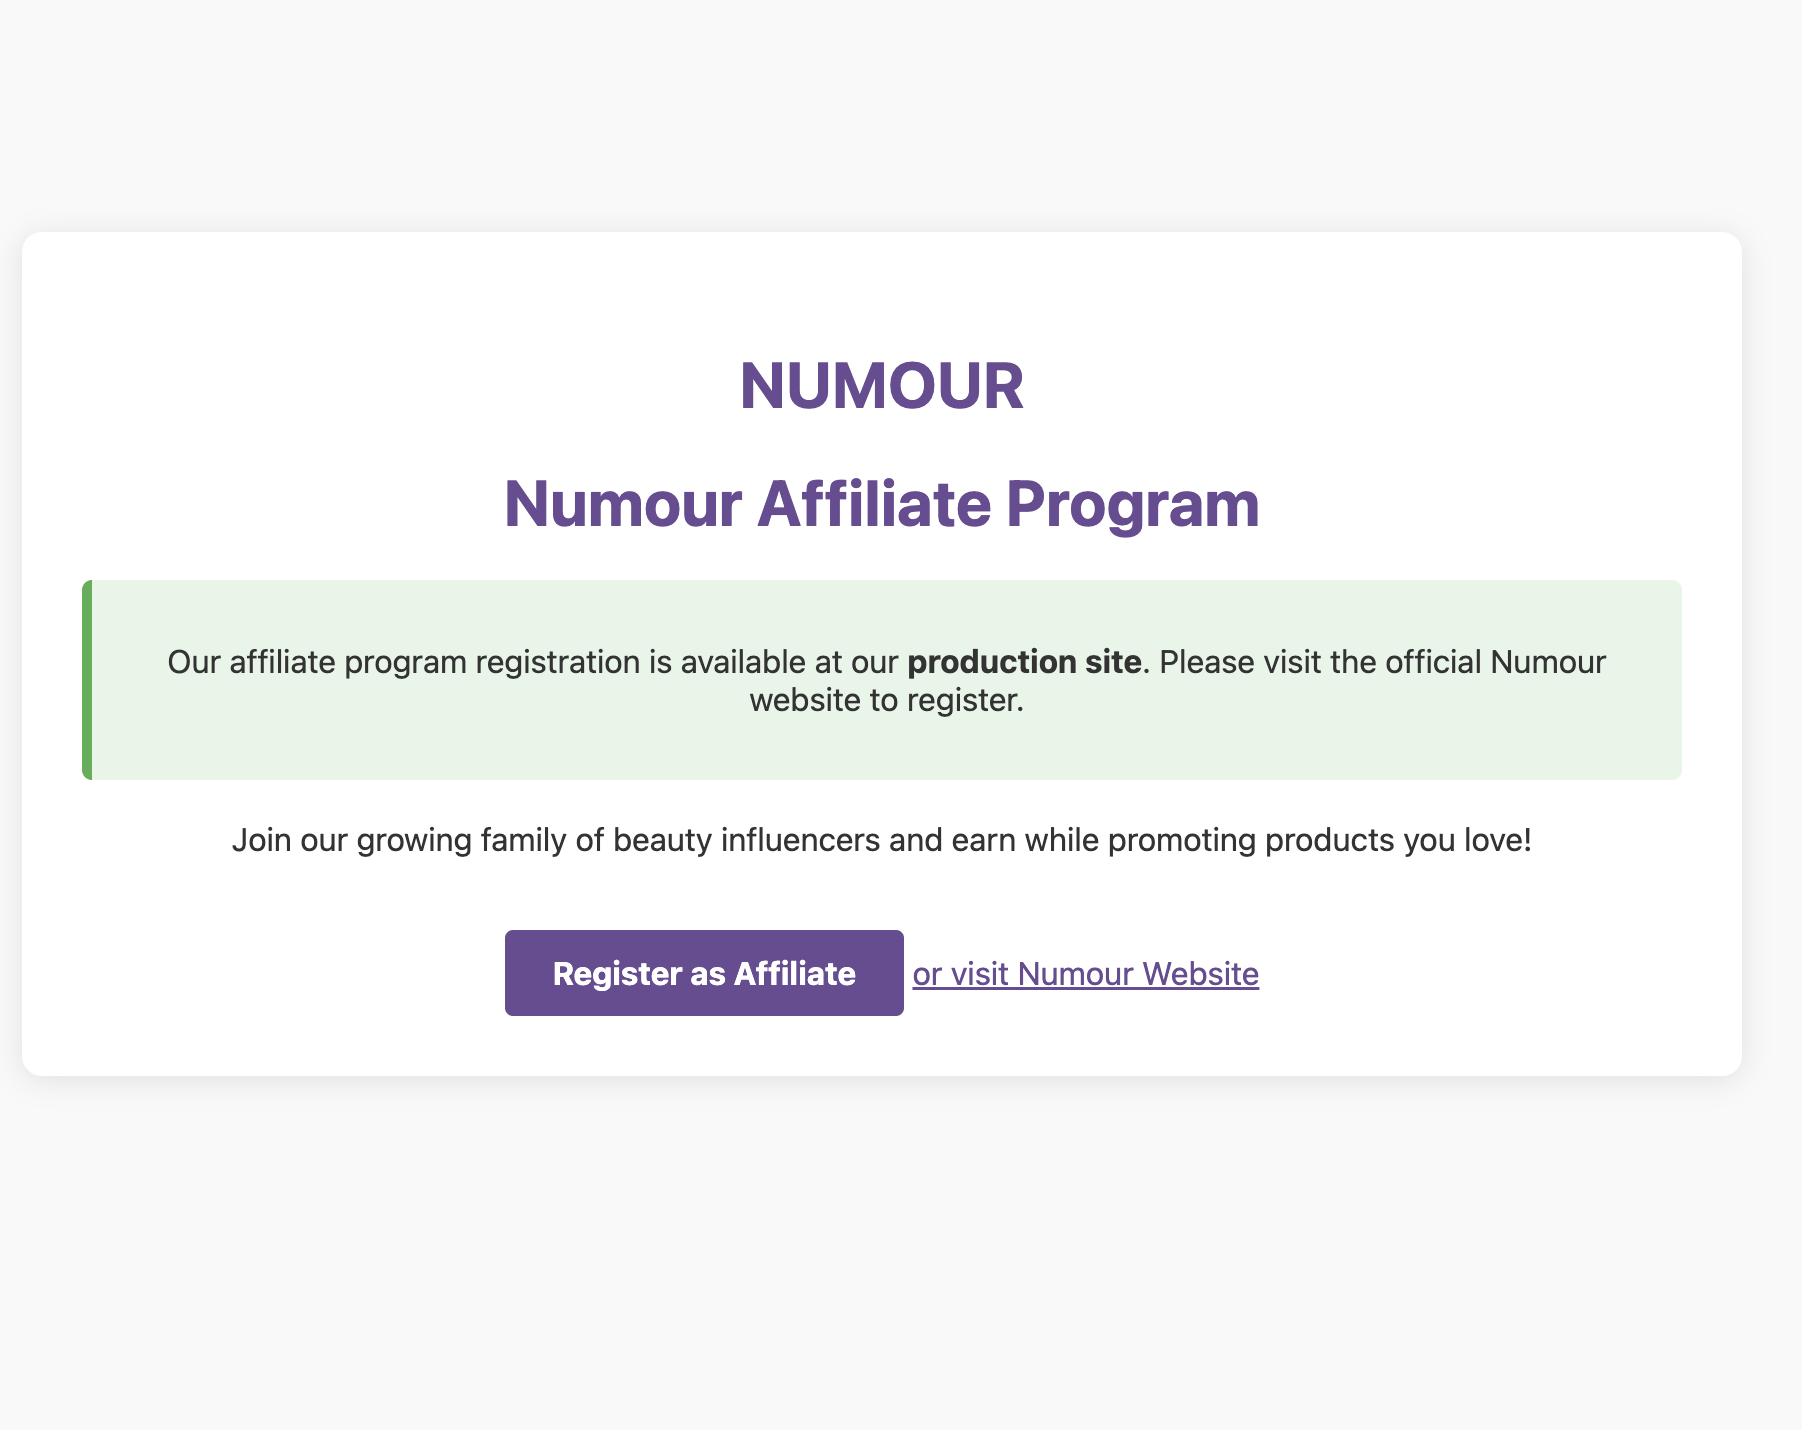 NUMOUR
Numour Affiliate Program
Our affiliate program registration is available at our production site. Please visit the official Numour
website to register.
Join our growing family of beauty influencers and earn while promoting products you love!
Register as Affiliate or visit Numour Website